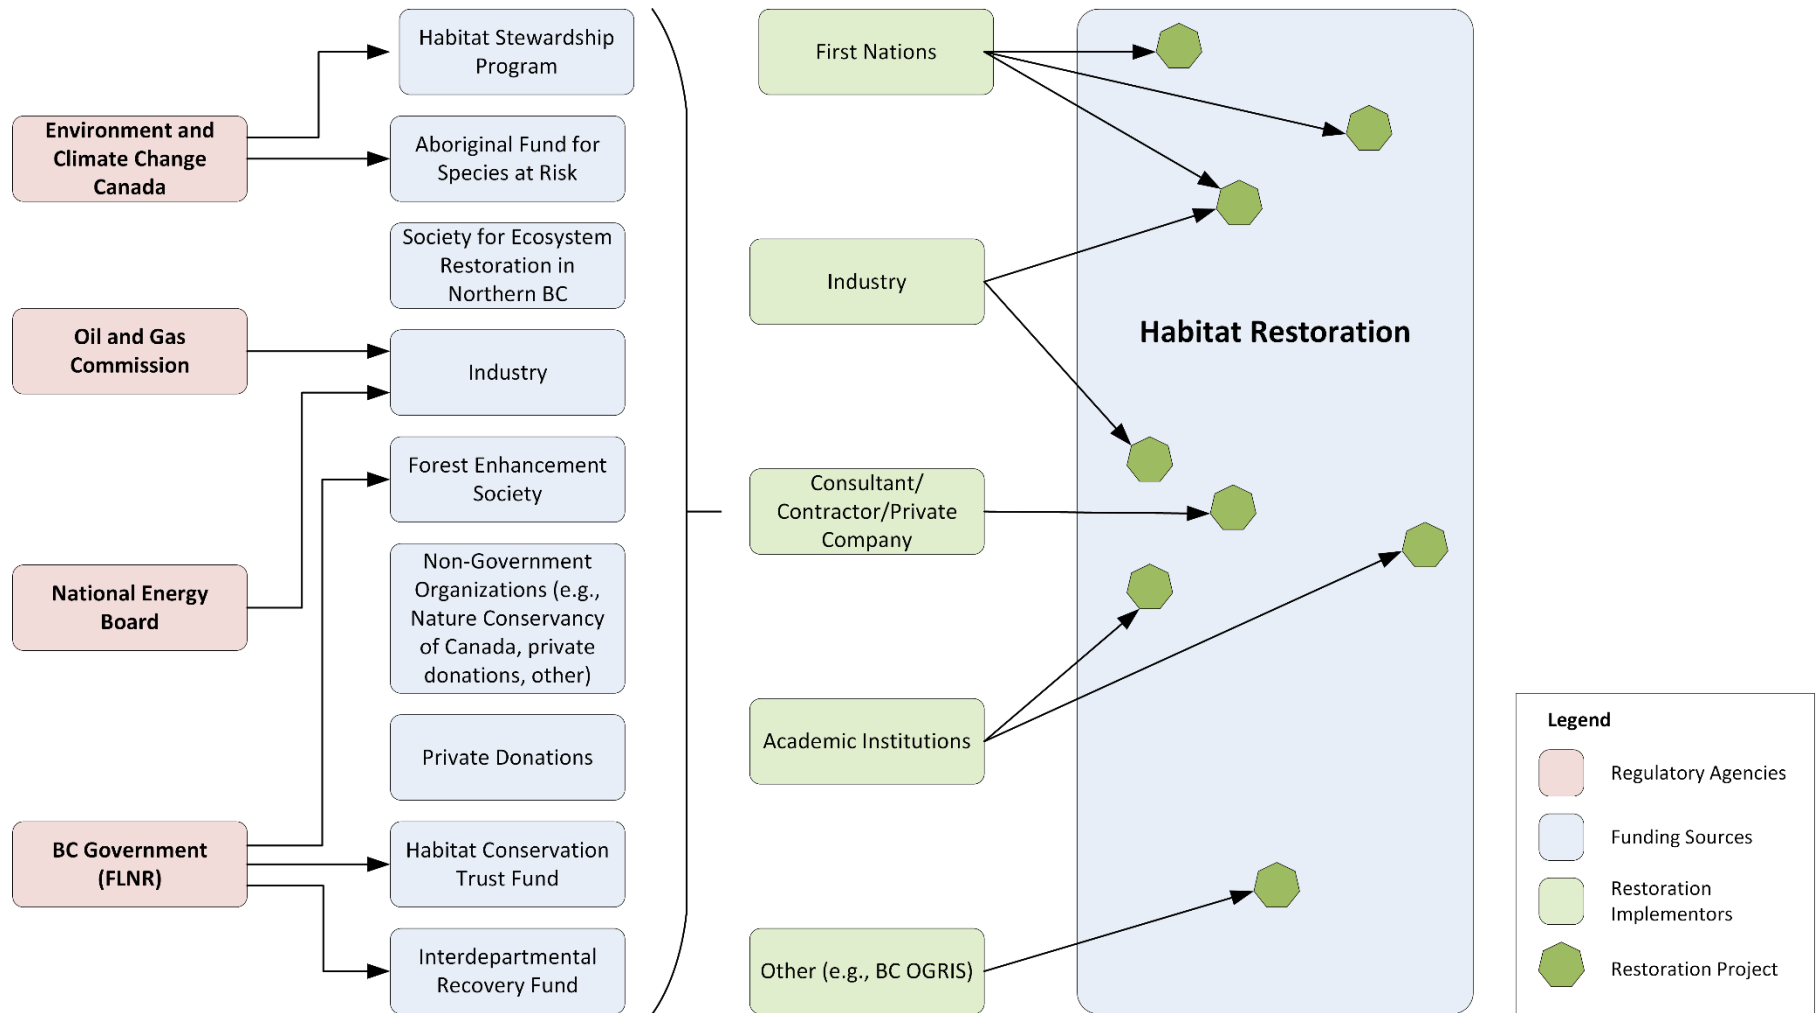 Environment and
Climate Change
Canada
Oil and Gas
Commission
National Energy
Board
BC Government
(FLNR)
Habitat Stewardship
Program
Aboriginal Fund for
Species at Risk
Society for Ecosystem
Restoration in
Northern BC
Industry
Forest Enhancement
Society
Non-Government
Organizations (e.g.,
Nature Conservancy
of Canada, private
donations, other)
Private Donations
Habitat Conservation
Trust Fund
Interdepartmental
Recovery Fund
First Nations
Industry
Consultant/
Contractor/Private
Company
Academic Institutions
Other (e.g., BC OGRIS)
Habitat Restoration
Legend
Regulatory Agencies
Funding Sources
Restoration
Implementors
Restoration Project